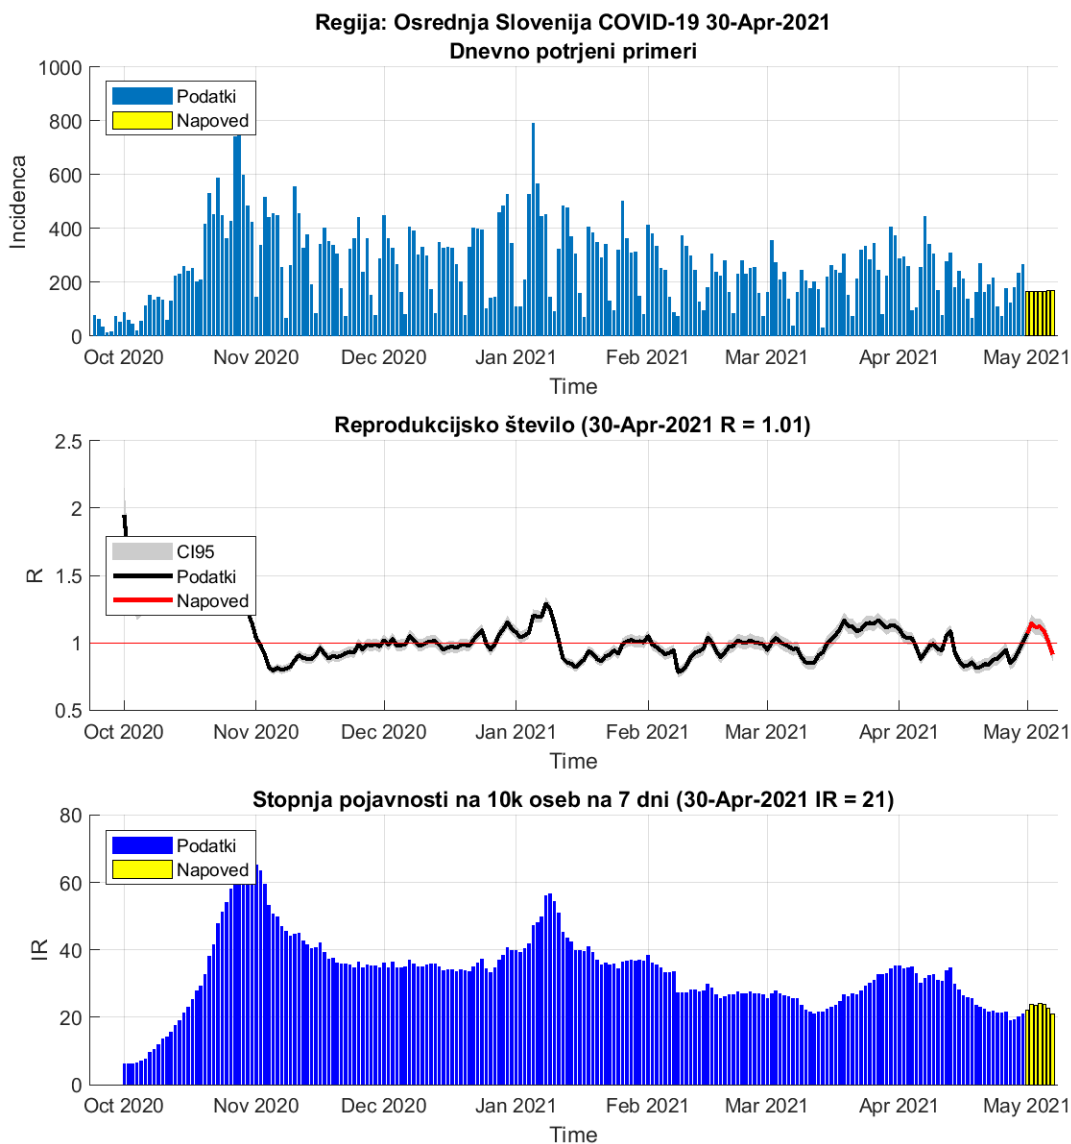 Regija: Osrednja Slovenija COVID-19 30-Apr-2021
Dnevno potrjeni primeri
1000
800
600
400
200
0
Incidenca
Podatki
Napoved
Oct 2020
Nov 2020
Dec 2020
Jan 2021
Feb 2021
Mar 2021
Apr 2021
May 2021
Time
Reprodukcijsko število (30-Apr-2021 R = 1.01)
2.5
2
1.5
1
0.5
R
CI95
Podatki
Napoved
Oct 2020
Nov 2020
Dec 2020
Jan 2021
Feb 2021
Mar 2021
Apr 2021
May 2021
Time
Stopnja pojavnosti na 10k oseb na 7 dni (30-Apr-2021 IR = 21)
80
60
40
20
0
IR
Podatki
Napoved
Oct 2020
Nov 2020
Dec 2020
Jan 2021
Feb 2021
Mar 2021
Apr 2021
May 2021
Time